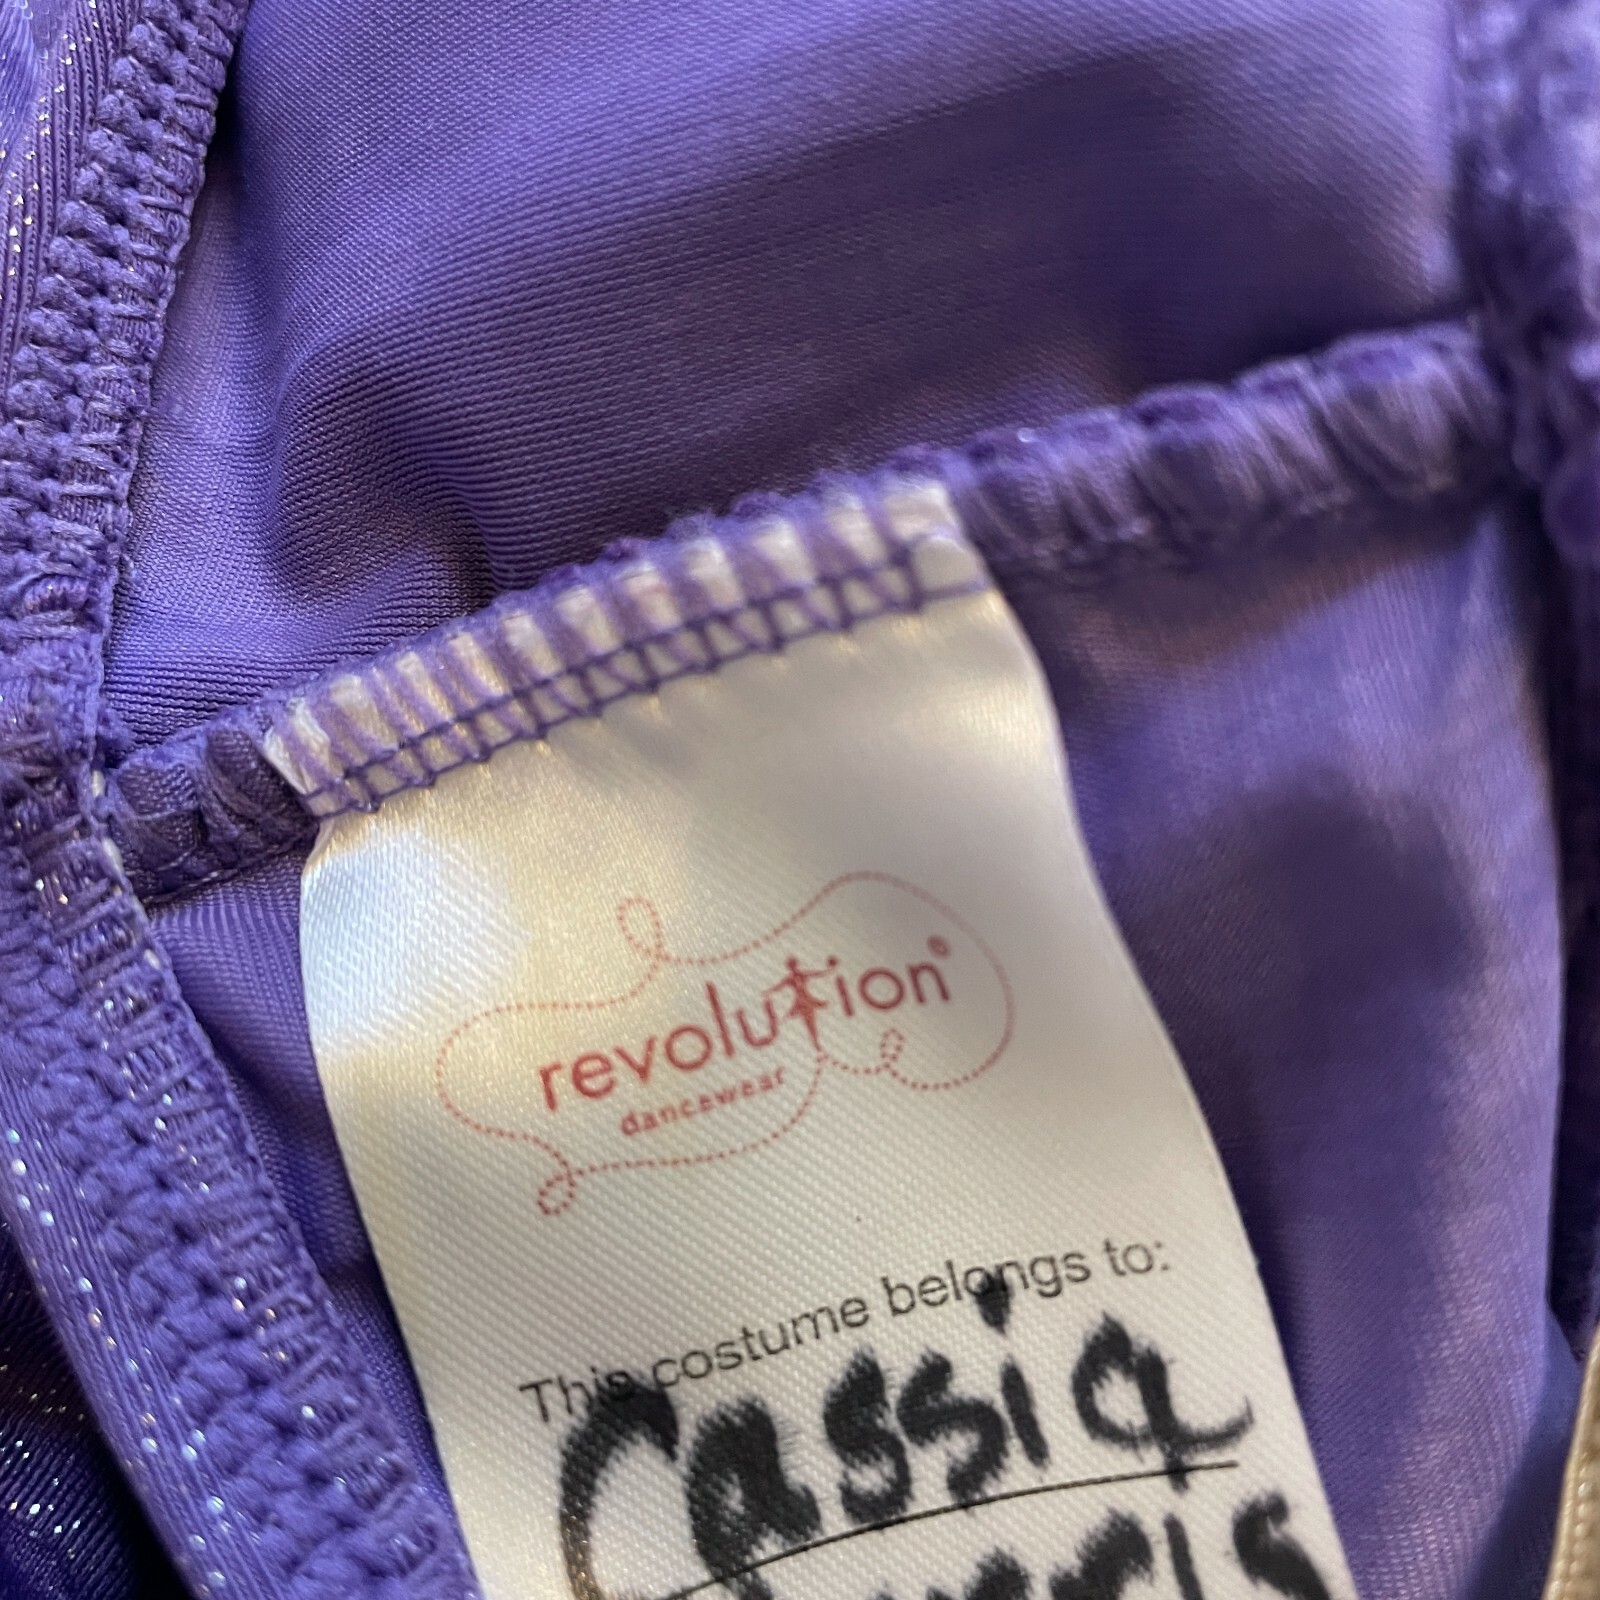 revolution®
dancewear
This costume belongs to:
Cassia